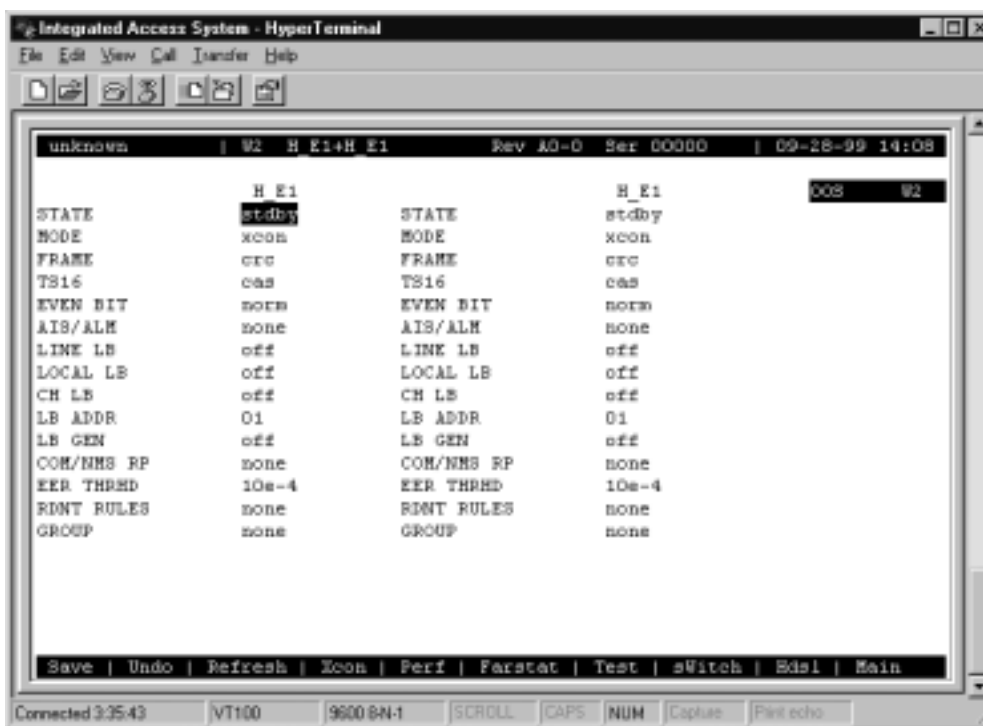 Integrated Access System - HyperTerminal
File Edit View Call Transfer Help
unknown | W2 H_E1+H_E1 Rev A0-0 Ser 00000 | 09-28-99 14:08
H_E1 H_E1 OOS W2
STATE stdby STATE stdby
MODE xcon MODE xcon
FRAME crc FRAME crc
TS16 cas TS16 cas
EVEN BIT norm EVEN BIT norm
AIS/ALM none AIS/ALM none
LINE LB off LINE LB off
LOCAL LB off LOCAL LB off
CH LB off CH LB off
LB ADDR 01 LB ADDR 01
LB GEN off LB GEN off
COM/NMS RP none COM/NMS RP none
EER THRHD 10e-4 EER THRHD 10e-4
RDNT RULES none RDNT RULES none
GROUP none GROUP none
Save | Undo | Refresh | Xcon | Perf | Farstat | Test | sWitch | Hdsl | Main
Connected 3:35:43 VT100 9600 8-N-1 SCROLL CAPS NUM Capture Print echo